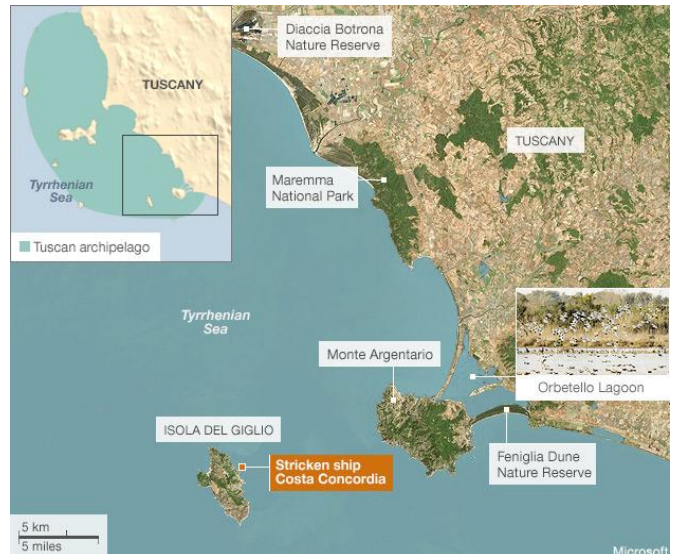 Diaccia Botrona
Nature Reserve
TUSCANY
Tyrrhenian
Sea
Tuscan archipelago
TUSCANY
Maremma
National Park
Tyrrhenian
Sea
Monte Argentario
Orbetello Lagoon
ISOLA DEL GIGLIO
Stricken ship
Costa Concordia
Feniglia Dune
Nature Reserve
5 km
5 miles
Microsoft